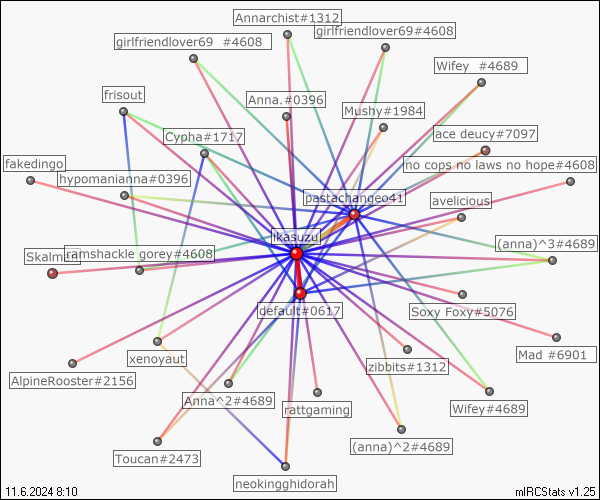 Annarchist#1312
girlfriendlover69 #4608
girlfriendlover69#4608
Wifey #4689
frisout
Anna.#0396
Mushy#1984
Cypha#1717
ace deucy#7097
fakedingo
hypomanianna#0396
no cops no laws no hope#4608
pastachangeo41
avelicious
ikasuzu
(anna)^3#4689
Skalmun
ramshackle gorey#4608
default#0617
Soxy Foxy#5076
xenoyaut
Mad #6901
AlpineRooster#2156
zibbits#1312
Anna^2#4689
rattgaming
Wifey#4689
Toucan#2473
(anna)^2#4689
neokingghidorah
11.6.2024 8:10
mIRCStats v1.25